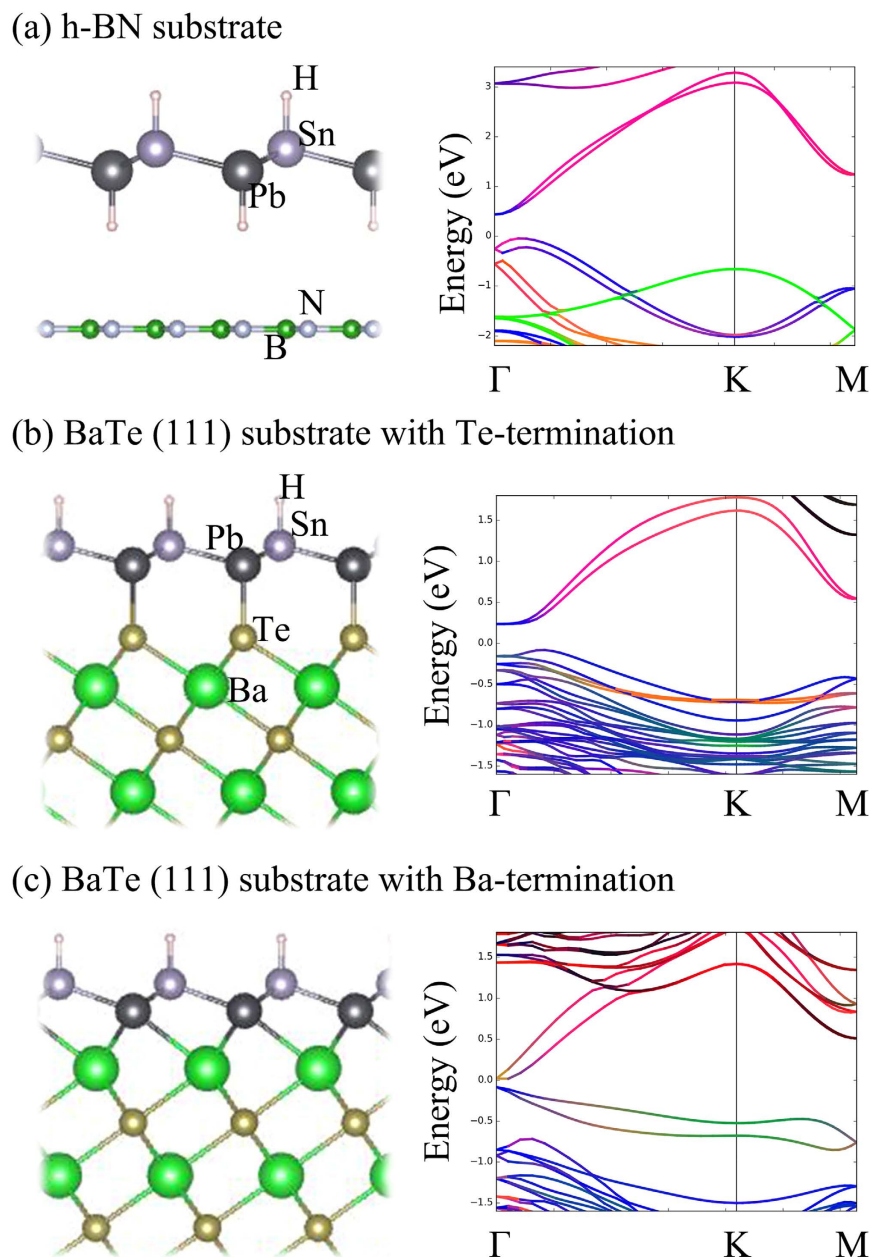 (a) h-BN substrate
H
Sn
Pb
N
B
Energy (eV)
3
2
1
0
−1
−2
Γ K M
(b) BaTe (111) substrate with Te-termination
H
Pb Sn
Te
Ba
Energy (eV)
1.5
1.0
0.5
0.0
−0.5
−1.0
−1.5
Γ K M
(c) BaTe (111) substrate with Ba-termination
Energy (eV)
1.5
1.0
0.5
0.0
−0.5
−1.0
−1.5
Γ K M